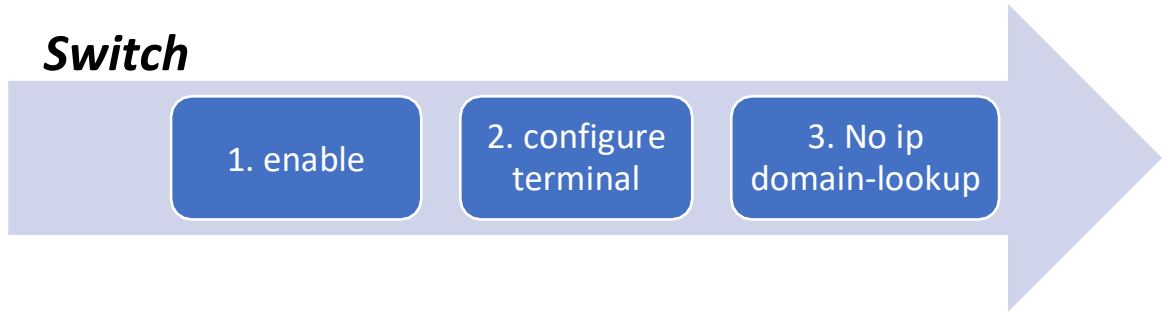 Switch
1. enable
2. configure
terminal
3. No ip
domain-lookup